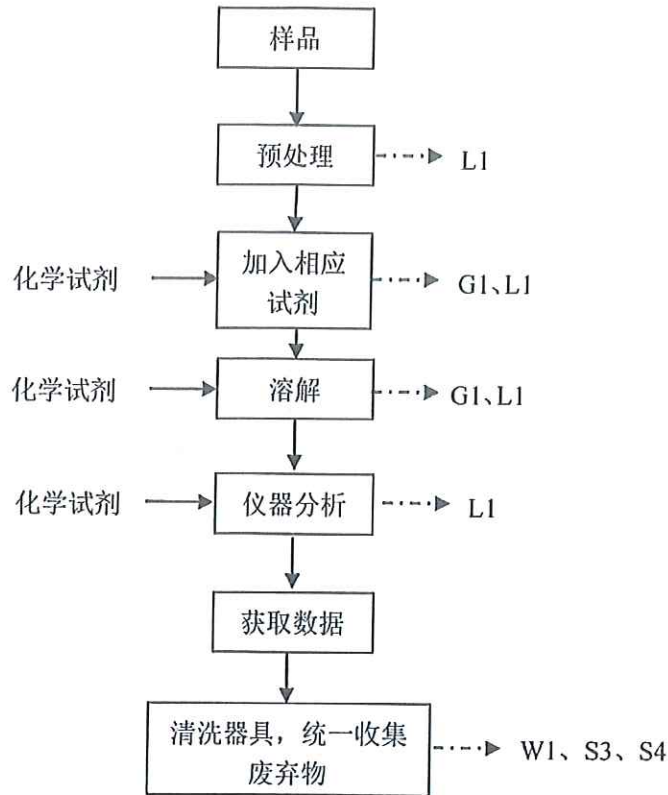 样品
预处理
L1
化学试剂
加入相应
试剂
G1、L1
化学试剂
溶解
G1、L1
化学试剂
仪器分析
L1
获取数据
清洗器具，统一收集
废弃物
W1、S3、S4